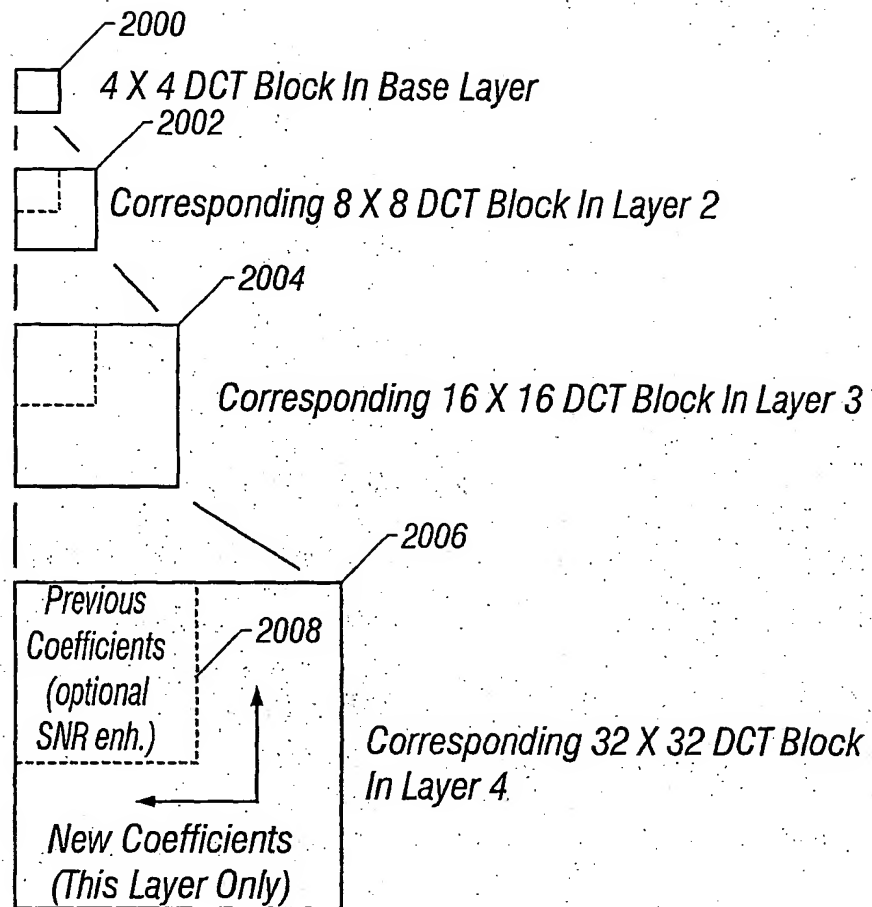 2000
4 X 4 DCT Block In Base Layer
2002
Corresponding 8 X 8 DCT Block In Layer 2
2004
Corresponding 16 X 16 DCT Block In Layer 3
2006
Previous
Coefficients
(optional
SNR enh.)
2008
Corresponding 32 X 32 DCT Block
In Layer 4
New Coefficients
(This Layer Only)